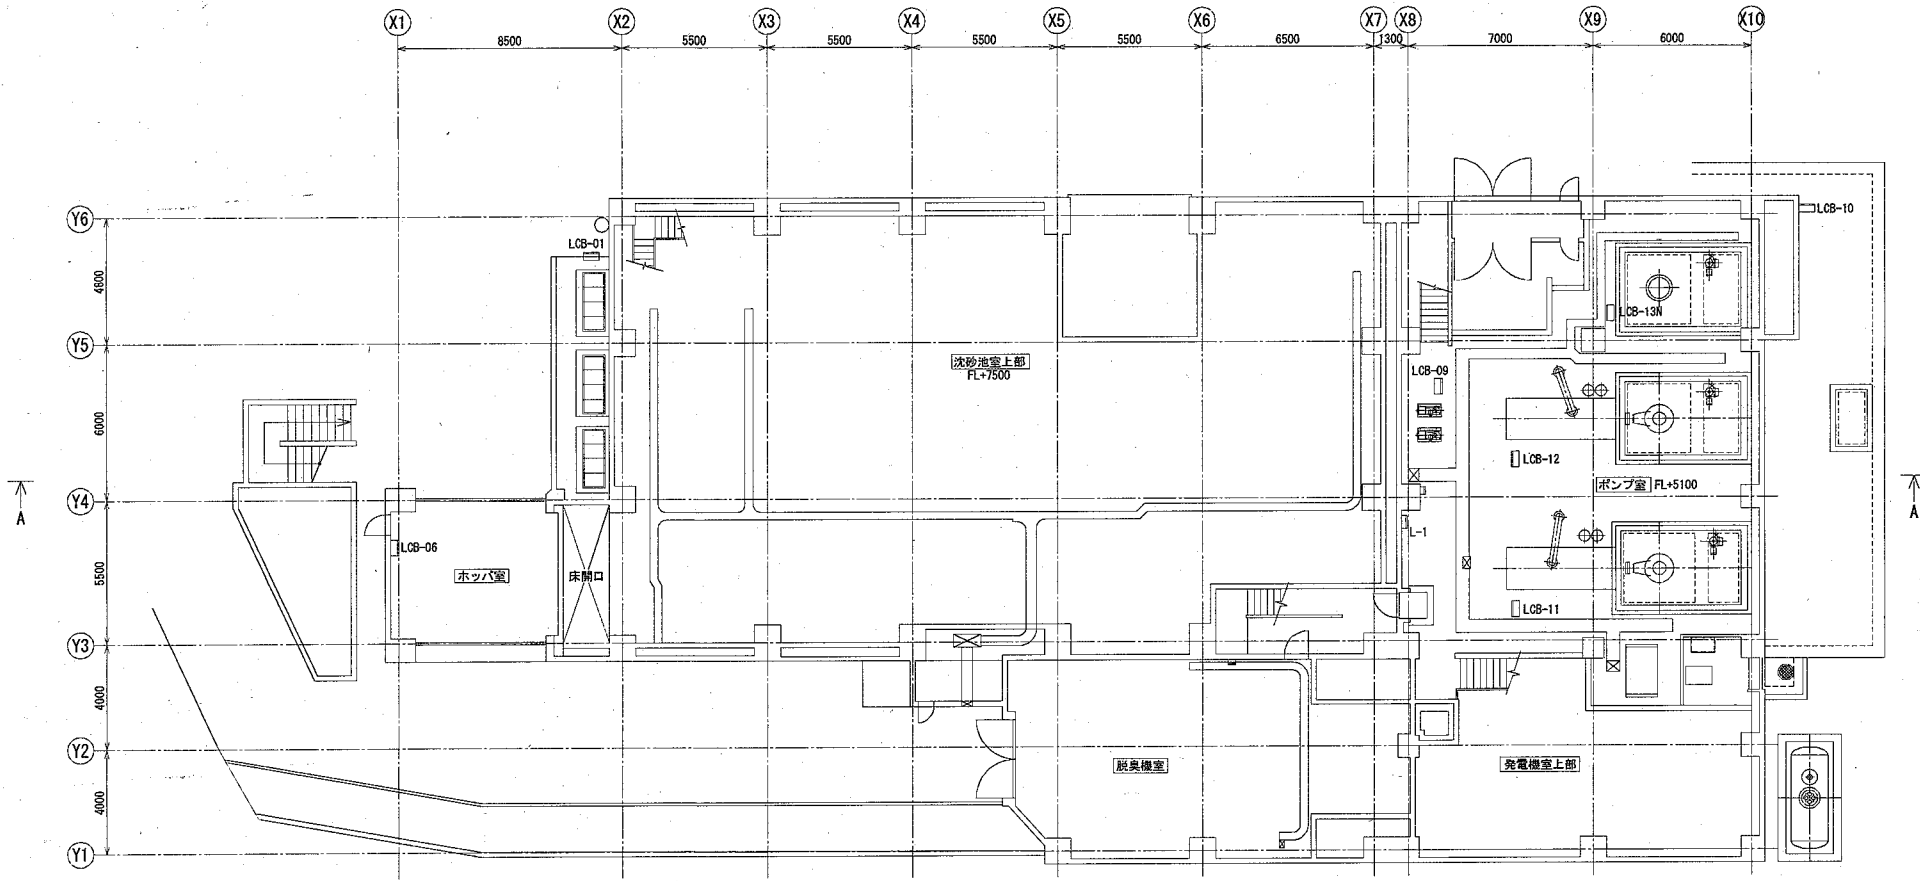 X1 X2 X3 X4 X5 X6 X7 X8 X9 X10
8500 5500 5500 5500 5500 6500 1300 7000 6000
Y6
LCB-10
LCB-01
4800
LCB-13N
Y5
沈砂池室上部
FL+7500
LCB-09
6000
LCB-12
ポンプ室 FL+5100
A
A
Y4
L-1
LCB-06
5500
ホッパ室
床開口
LCB-11
Y3
4000
Y2
脱臭機室
発電機室上部
4000
Y1